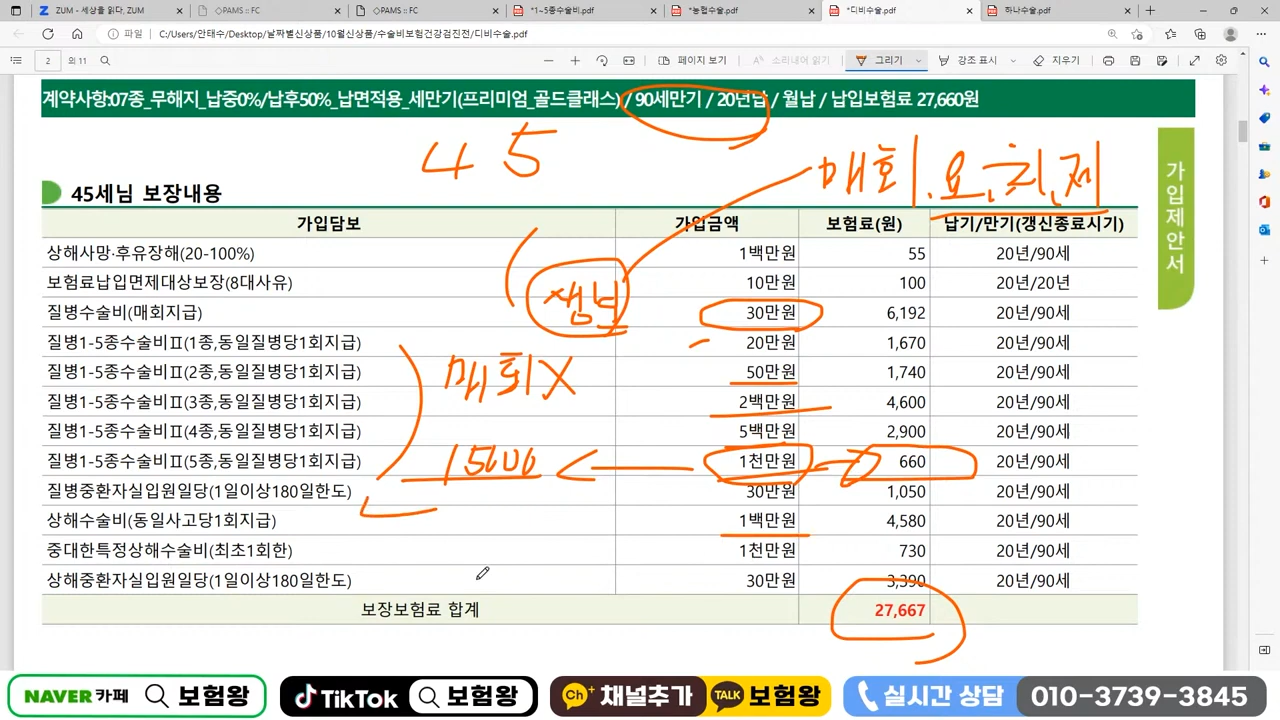 ZUM - 세상을 읽다, ZUM
◇PAMS :: FC
◇PAMS :: FC
*1~5종수술비.pdf
*농협수술.pdf
*디비수술.pdf
하나수술.pdf
파일 C:/Users/안태수/Desktop/날짜별신상품/10월신상품/수술비보험건강검진전/디비수술.pdf
2 의 11
페이지 보기
소리내어 읽기
그리기
강조 표시
지우기
계약사항:07종_무해지_납중0%/납후50%_납면적용_세만기(프리미엄_골드클래스) / 90세만기 / 20년납 / 월납 / 납입보험료 27,660원
45
매회
가입제안서
45세님 보장내용
가입담보 가입금액 보험료(원) 납기/만기(갱신종료시기)
상해사망·후유장해(20-100%) 1백만원 55 20년/90세
보험료납입면제대상보장(8대사유) 10만원 100 20년/20년
생보
질병수술비(매회지급) 30만원 6,192 20년/90세
질병1-5종수술비Ⅱ(1종,동일질병당1회지급) 20만원 1,670 20년/90세
질병1-5종수술비Ⅱ(2종,동일질병당1회지급) 50만원 1,740 20년/90세
매회X
질병1-5종수술비Ⅱ(3종,동일질병당1회지급) 2백만원 4,600 20년/90세
질병1-5종수술비Ⅱ(4종,동일질병당1회지급) 5백만원 2,900 20년/90세
질병1-5종수술비Ⅱ(5종,동일질병당1회지급) 1천만원 660 20년/90세
질병중환자실입원일당(1일이상180일한도) 30만원 1,050 20년/90세
상해수술비(동일사고당1회지급) 1백만원 4,580 20년/90세
중대한특정상해수술비(최초1회한) 1천만원 730 20년/90세
상해중환자실입원일당(1일이상180일한도) 30만원 3,390 20년/90세
보장보험료 합계 27,667
NAVER 카페 보험왕
TikTok 보험왕
Ch+ 채널추가
TALK 보험왕
실시간 상담 010-3739-3845